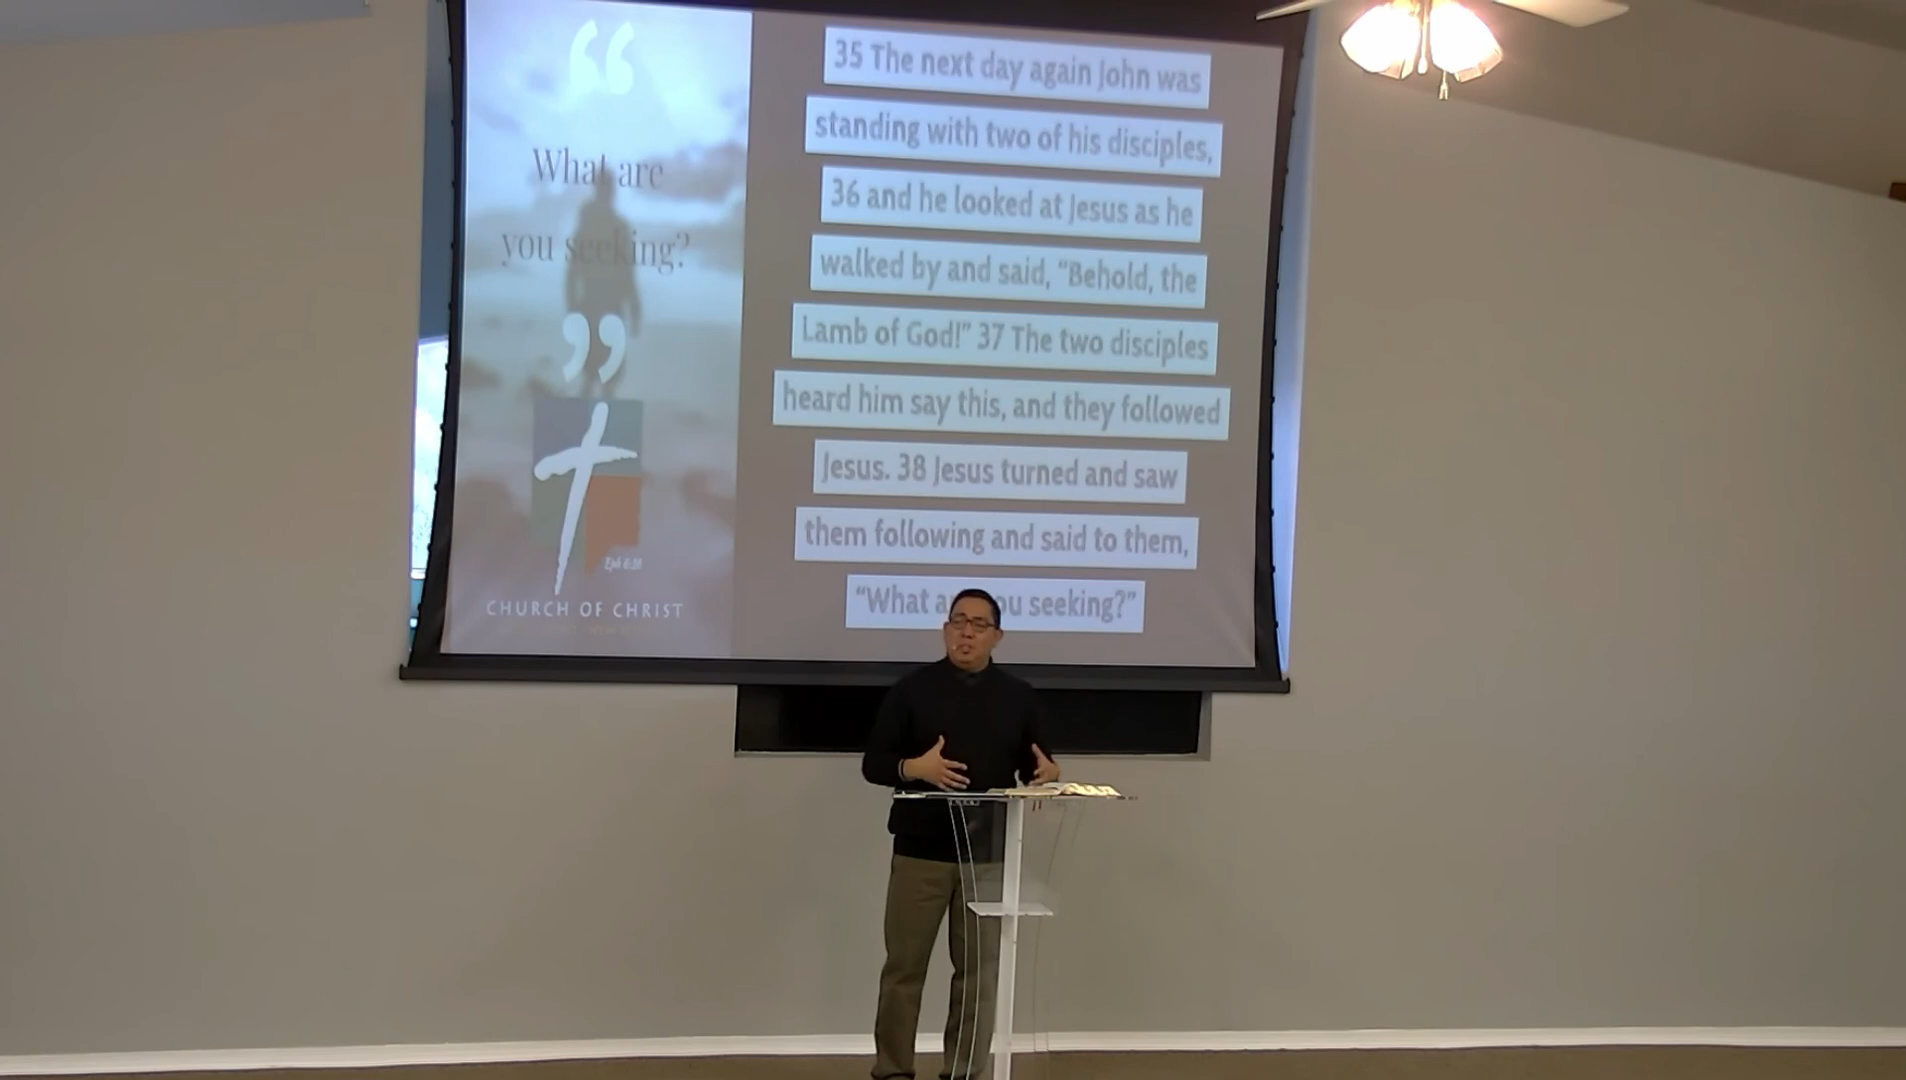 “
What are
you seeking?
”
Eph 6:18
CHURCH OF CHRIST
35 The next day again John was
standing with two of his disciples,
36 and he looked at Jesus as he
walked by and said, “Behold, the
Lamb of God!” 37 The two disciples
heard him say this, and they followed
Jesus. 38 Jesus turned and saw
them following and said to them,
“What a ou seeking?”